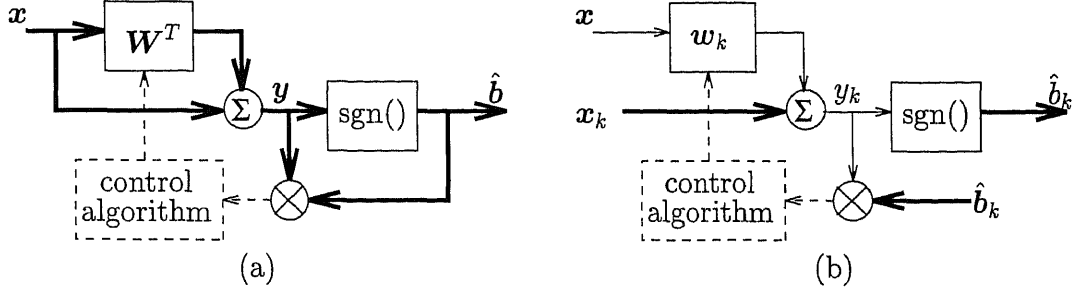 x
W^T
Σ
y
sgn()
b̂
control
algorithm
(a)
x
w_k
x_k
Σ
y_k
sgn()
b̂_k
control
algorithm
b̂_k
(b)